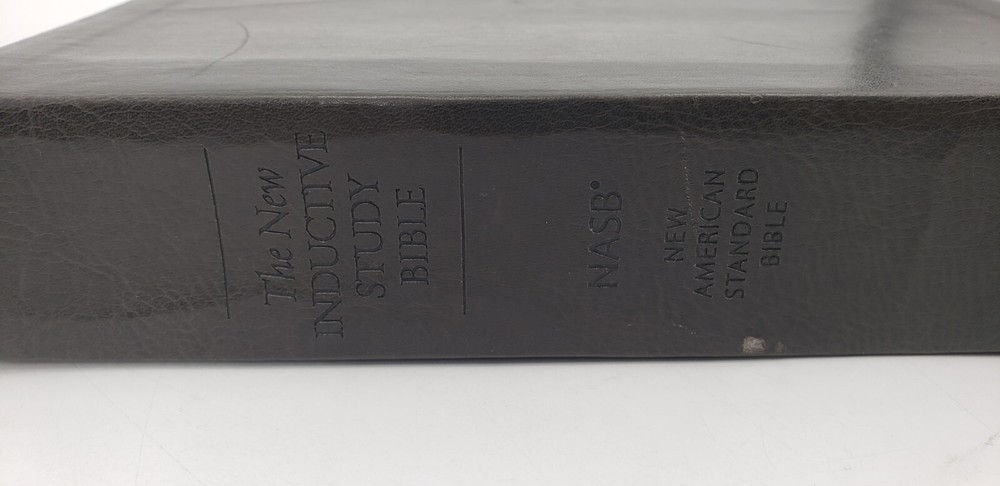 The New
INDUCTIVE
STUDY
BIBLE
NASB®
NEW
AMERICAN
STANDARD
BIBLE